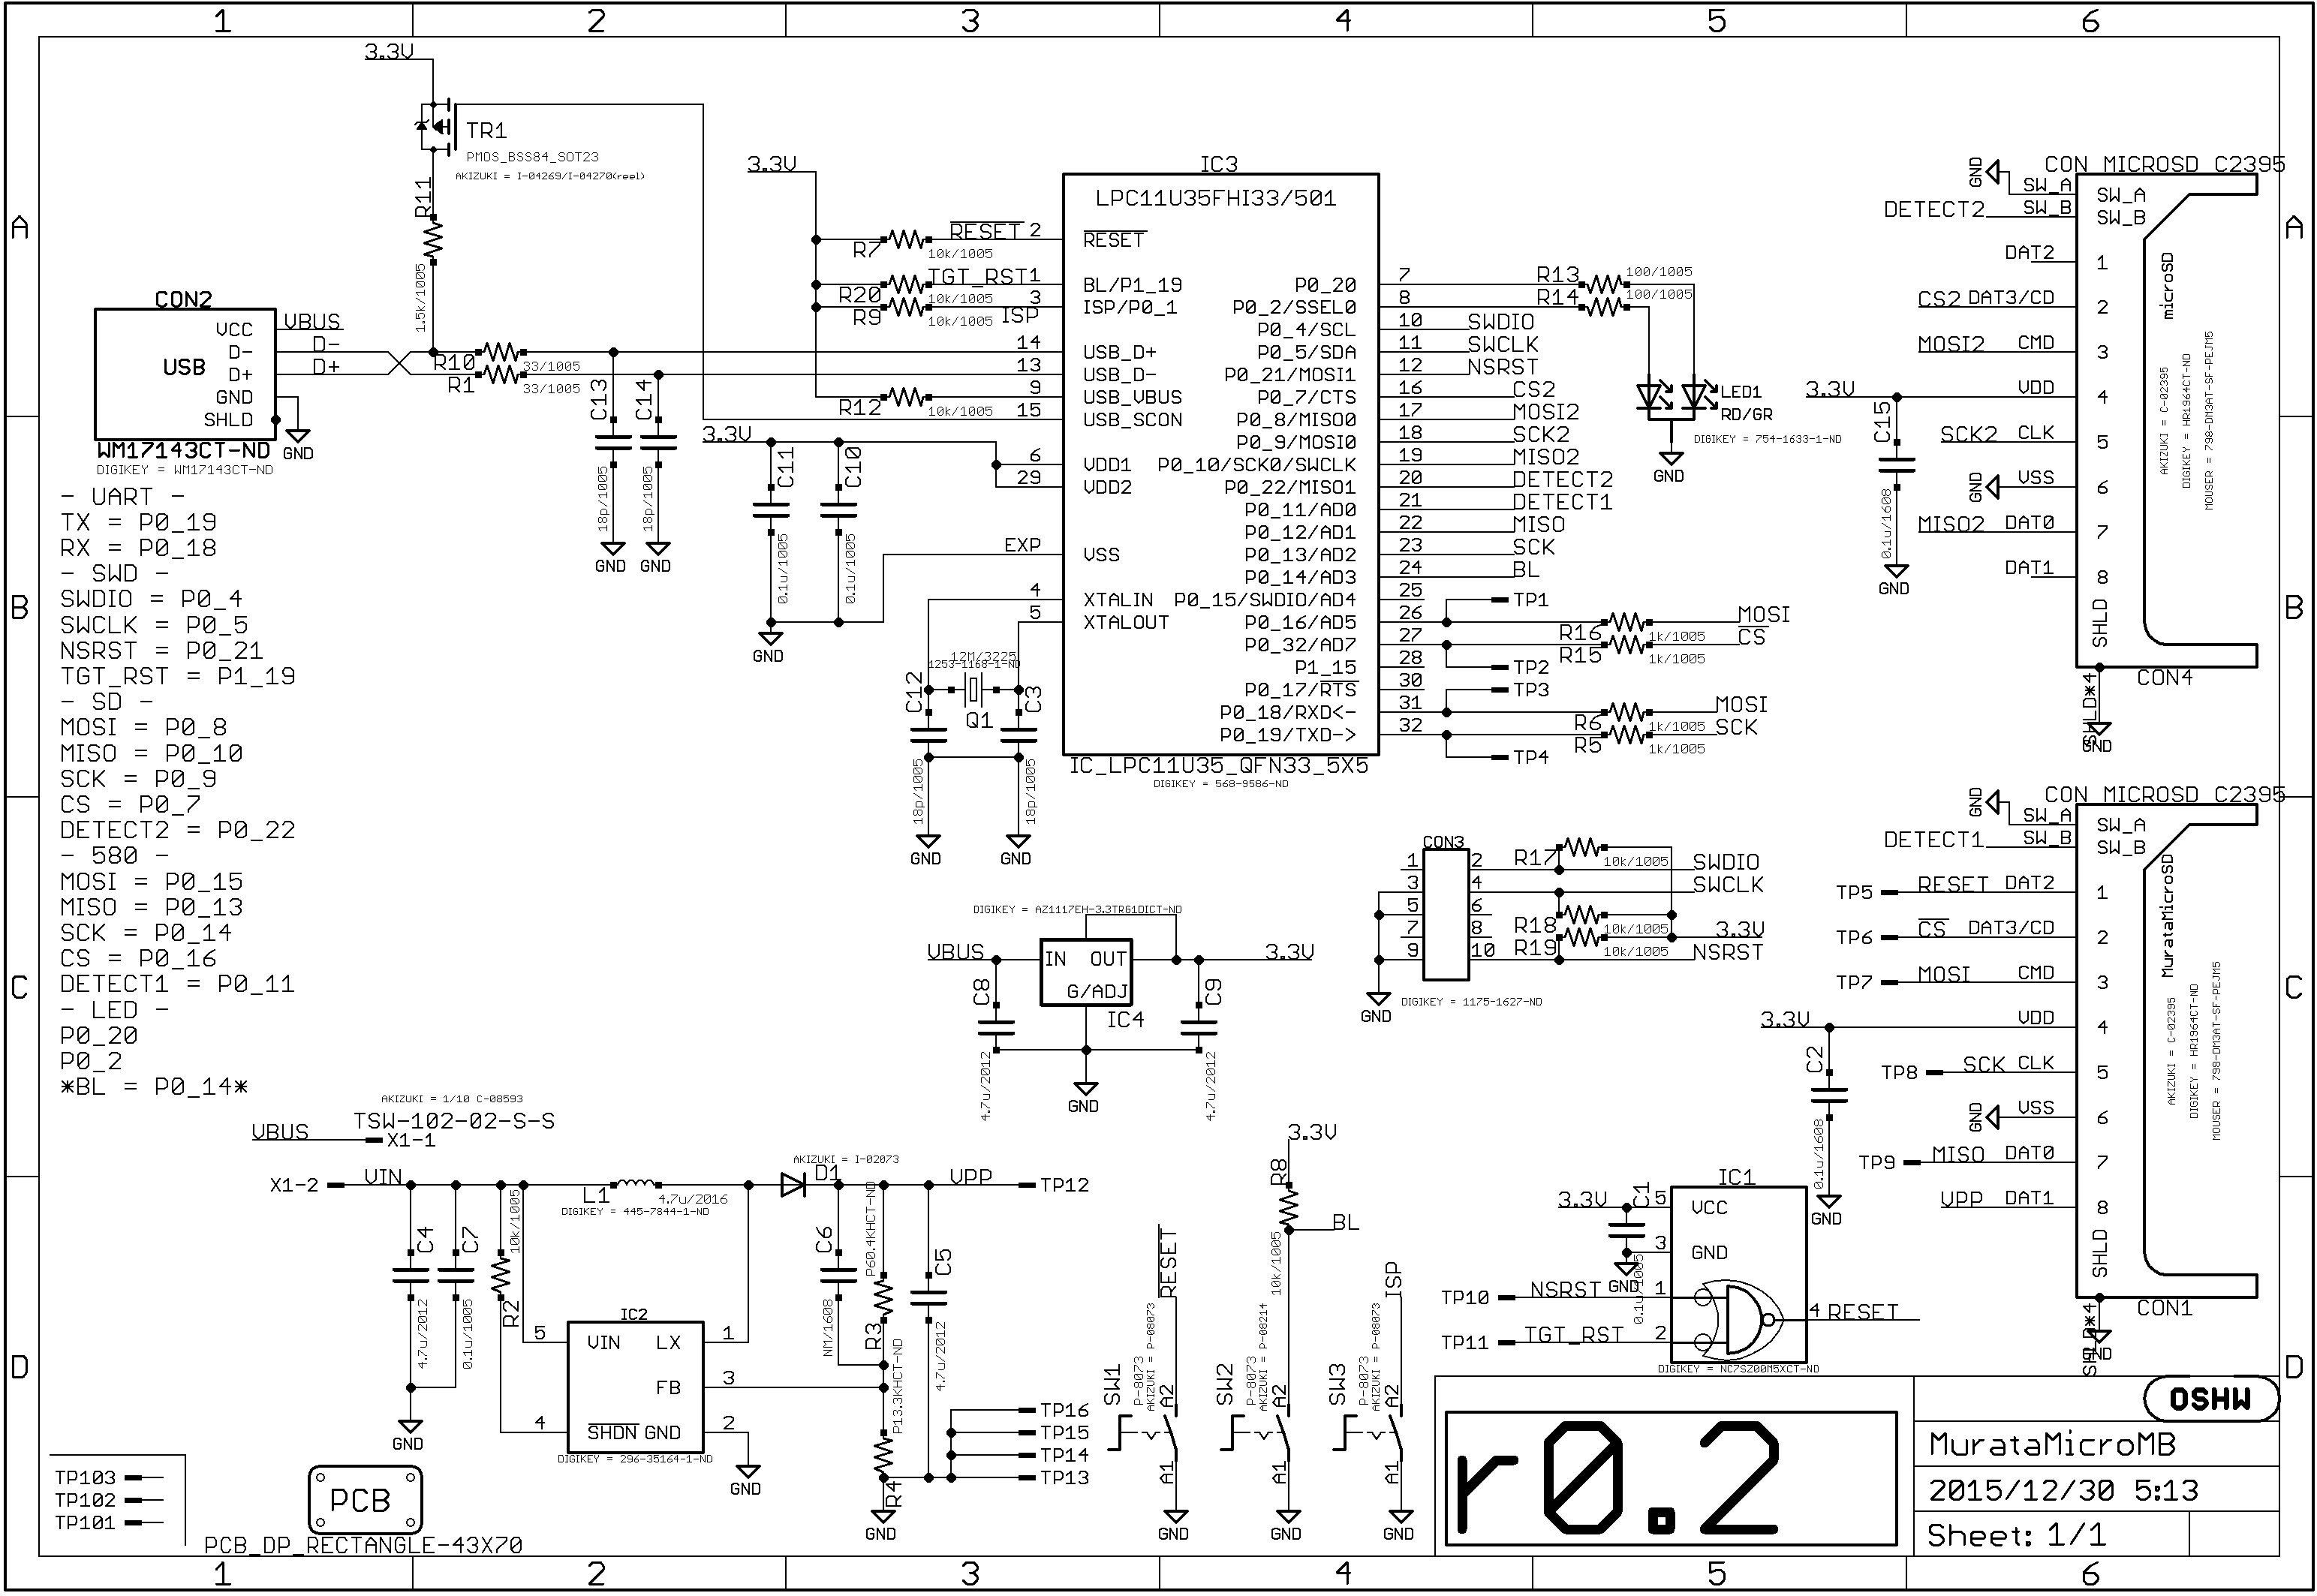 1 2 3 4 5 6
A
B
C
D
3.3V
TR1
PMOS_BSS84_SOT23
AKIZUKI = I-04269/I-04270(reel)
R11
1.5k/1005
CON2
USB
VCC VBUS
D- D-
D+ D+
GND
SHLD
GND
WM17143CT-ND
DIGIKEY = WM17143CT-ND
R10 33/1005
R1 33/1005
C13 18p/1005
C14 18p/1005
GND GND
- UART -
TX = P0_19
RX = P0_18
- SWD -
SWDIO = P0_4
SWCLK = P0_5
NSRST = P0_21
TGT_RST = P1_19
- SD -
MOSI = P0_8
MISO = P0_10
SCK = P0_9
CS = P0_7
DETECT2 = P0_22
- 580 -
MOSI = P0_15
MISO = P0_13
SCK = P0_14
CS = P0_16
DETECT1 = P0_11
- LED -
P0_20
P0_2
*BL = P0_14*
3.3V
R7 10k/1005 RESET 2
R20 10k/1005 TGT_RST 1
R9 10k/1005 ISP 3
14
13
R12 10k/1005 9
15
3.3V
C11 0.1u/1005
C10 0.1u/1005
GND
6
29
EXP
4
5
12M/3225
1253-1168-1-ND
Q1
C12 18p/1005
C3 18p/1005
GND GND
IC3
LPC11U35FHI33/501
RESET
BL/P1_19
ISP/P0_1
USB_D+
USB_D-
USB_VBUS
USB_SCON
VDD1
VDD2
VSS
XTALIN
XTALOUT
P0_20 7
P0_2/SSEL0 8
P0_4/SCL 10 SWDIO
P0_5/SDA 11 SWCLK
P0_21/MOSI1 12 NSRST
P0_7/CTS 16 CS2
P0_8/MISO0 17 MOSI2
P0_9/MOSI0 18 SCK2
P0_10/SCK0/SWCLK 19 MISO2
P0_22/MISO1 20 DETECT2
P0_11/AD0 21 DETECT1
P0_12/AD1 22 MISO
P0_13/AD2 23 SCK
P0_14/AD3 24 BL
P0_15/SWDIO/AD4 25 TP1
P0_16/AD5 26 R16 1k/1005 MOSI
P0_32/AD7 27 R15 1k/1005 CS
P1_15 28 TP2
P0_17/RTS 30 TP3
P0_18/RXD<- 31 R6 1k/1005 MOSI
P0_19/TXD-> 32 R5 1k/1005 SCK
TP4
IC_LPC11U35_QFN33_5X5
DIGIKEY = 568-9586-ND
R13 100/1005
R14 100/1005
LED1
RD/GR
DIGIKEY = 754-1633-1-ND
GND
CON MICROSD C2395
GND SW_A SW_A
DETECT2 SW_B SW_B
DAT2 1
CS2 DAT3/CD 2
MOSI2 CMD 3
3.3V VDD 4
SCK2 CLK 5
GND VSS 6
MISO2 DAT0 7
DAT1 8
SHLD
SHLD*4
GND
CON4
C15 0.1u/1608
GND
microSD
AKIZUKI = C-02395
DIGIKEY = HR1964CT-ND
MOUSER = 798-DM3AT-SF-PEJM5
CON MICROSD C2395
GND SW_A SW_A
DETECT1 SW_B SW_B
TP5 RESET DAT2 1
TP6 CS DAT3/CD 2
TP7 MOSI CMD 3
3.3V VDD 4
TP8 SCK CLK 5
GND VSS 6
TP9 MISO DAT0 7
VPP DAT1 8
SHLD
SHLD*4
GND
CON1
C2 0.1u/1608
GND
MurataMicroSD
AKIZUKI = C-02395
DIGIKEY = HR1964CT-ND
MOUSER = 798-DM3AT-SF-PEJM5
CON3
1 2
3 4
5 6
7 8
9 10
R17 10k/1005 SWDIO
SWCLK
R18 10k/1005 3.3V
R19 10k/1005 NSRST
GND
DIGIKEY = 1175-1627-ND
DIGIKEY = AZ1117EH-3.3TRG1DICT-ND
VBUS IN OUT 3.3V
G/ADJ
IC4
C8 4.7u/2012
C9 4.7u/2012
GND
AKIZUKI = 1/10 C-08593
TSW-102-02-S-S
VBUS X1-1
X1-2 VIN
L1 4.7u/2016
DIGIKEY = 445-7844-1-ND
AKIZUKI = I-02073
D1
VPP TP12
C4 4.7u/2012
C7 0.1u/1005
R2 10k/1005
GND
IC2
5 VIN LX 1
FB 3
4 SHDN GND 2
DIGIKEY = 296-35164-1-ND
GND
C6 NM/1608
R3 P60.4KHCT-ND
R4 P13.3KHCT-ND
C5 4.7u/2012
GND
TP16
TP15
TP14
TP13
RESET
SW1
P-8073
AKIZUKI = P-08073
A2
A1
GND
3.3V
R8 10k/1005
BL
SW2
P-8073
AKIZUKI = P-08214
A2
A1
GND
ISP
SW3
P-8073
AKIZUKI = P-08073
A2
A1
GND
IC1
3.3V C1 5 VCC
3 GND
GND
0.1u/1005
TP10 NSRST 1
TP11 TGT_RST 2
4 RESET
DIGIKEY = NC7SZ00M5XCT-ND
TP103
TP102
TP101
PCB
PCB_DP_RECTANGLE-43X70
r0.2
OSHW
MurataMicroMB
2015/12/30 5:13
Sheet: 1/1
A
B
C
D
1 2 3 4 5 6